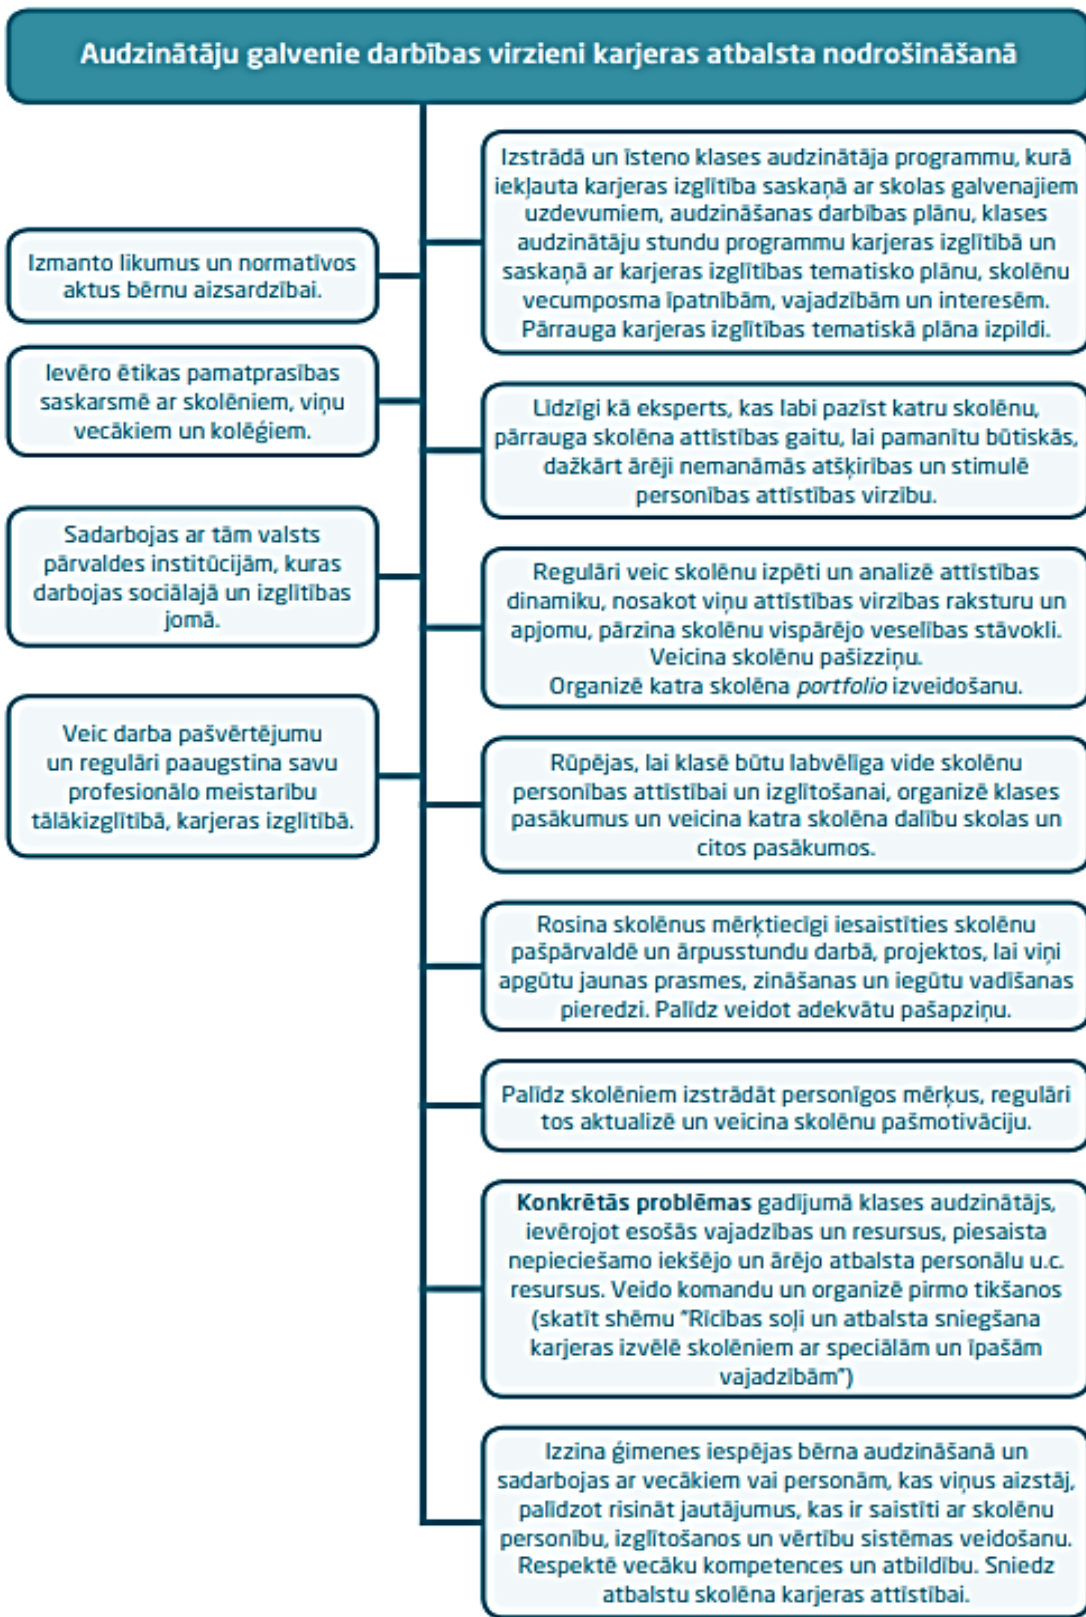 Audzinātāju galvenie darbības virzieni karjeras atbalsta nodrošināšanā
Izmanto likumus un normatīvos
aktus bērnu aizsardzībai.
Ievēro ētikas pamatprasības
saskarsmē ar skolēniem, viņu
vecākiem un kolēģiem.
Sadarbojas ar tām valsts
pārvaldes institūcijām, kuras
darbojas sociālajā un izglītības
jomā.
Veic darba pašvērtējumu
un regulāri paaugstina savu
profesionālo meistarību
tālākizglītībā, karjeras izglītībā.
Izstrādā un īsteno klases audzinātāja programmu, kurā
iekļauta karjeras izglītība saskaņā ar skolas galvenajiem
uzdevumiem, audzināšanas darbības plānu, klases
audzinātāju stundu programmu karjeras izglītībā un
saskaņā ar karjeras izglītības tematisko plānu, skolēnu
vecumposma īpatnībām, vajadzībām un interesēm.
Pārrauga karjeras izglītības tematiskā plāna izpildi.
Līdzīgi kā eksperts, kas labi pazīst katru skolēnu,
pārrauga skolēna attīstības gaitu, lai pamanītu būtiskās,
dažkārt ārēji nemanāmās atšķirības un stimulē
personības attīstības virzību.
Regulāri veic skolēnu izpēti un analizē attīstības
dinamiku, nosakot viņu attīstības virzības raksturu un
apjomu, pārzina skolēnu vispārējo veselības stāvokli.
Veicina skolēnu pašizziņu.
Organizē katra skolēna portfolio izveidošanu.
Rūpējas, lai klasē būtu labvēlīga vide skolēnu
personības attīstībai un izglītošanai, organizē klases
pasākumus un veicina katra skolēna dalību skolas un
citos pasākumos.
Rosina skolēnus mērķtiecīgi iesaistīties skolēnu
pašpārvaldē un ārpusstundu darbā, projektos, lai viņi
apgūtu jaunas prasmes, zināšanas un iegūtu vadīšanas
pieredzi. Palīdz veidot adekvātu pašapziņu.
Palīdz skolēniem izstrādāt personīgos mērķus, regulāri
tos aktualizē un veicina skolēnu pašmotivāciju.
Konkrētās problēmas gadījumā klases audzinātājs,
ievērojot esošās vajadzības un resursus, piesaista
nepieciešamo iekšējo un ārējo atbalsta personālu u.c.
resursus. Veido komandu un organizē pirmo tikšanos
(skatīt shēmu "Rīcības soļi un atbalsta sniegšana
karjeras izvēlē skolēniem ar speciālām un īpašām
vajadzībām")
Izzina ģimenes iespējas bērna audzināšanā un
sadarbojas ar vecākiem vai personām, kas viņus aizstāj,
palīdzot risināt jautājumus, kas ir saistīti ar skolēnu
personību, izglītošanos un vērtību sistēmas veidošanu.
Respektē vecāku kompetences un atbildību. Sniedz
atbalstu skolēna karjeras attīstībai.